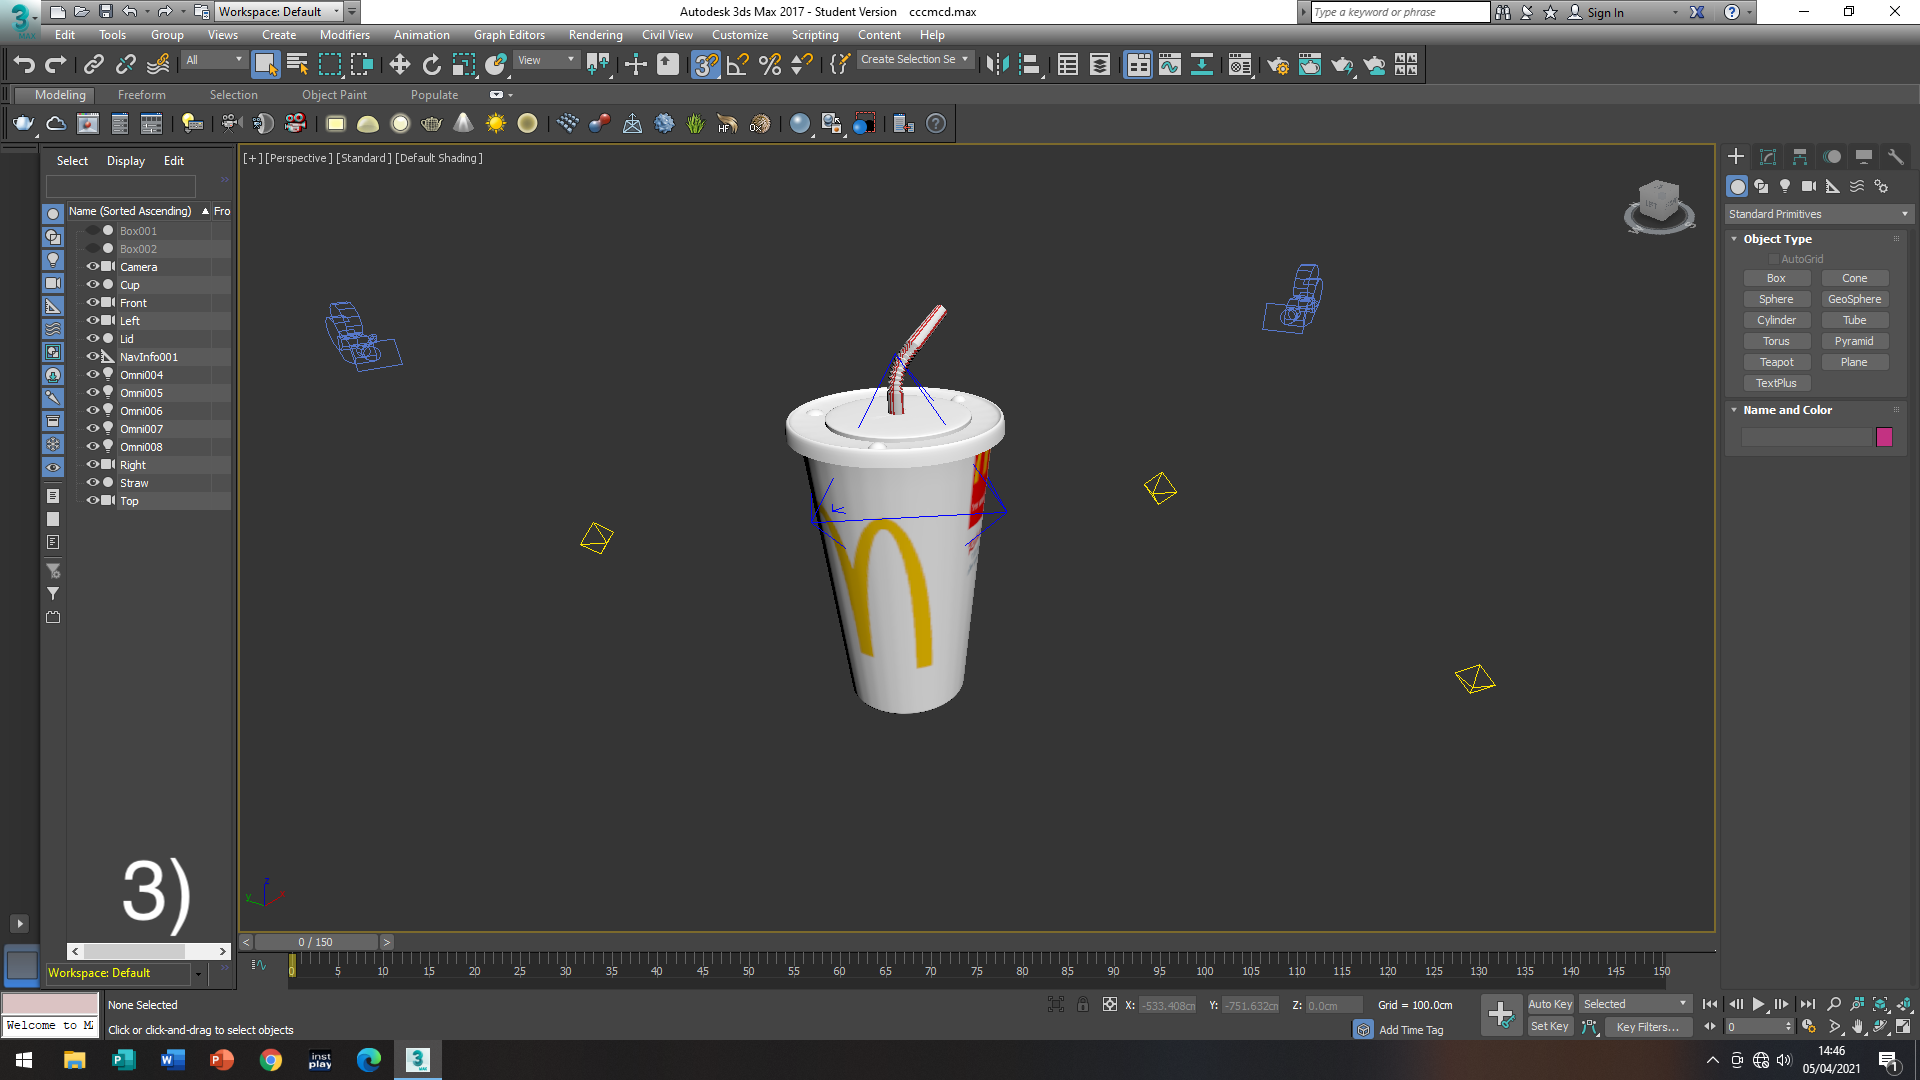 Workspace: Default
Autodesk 3ds Max 2017 - Student Version cccmcd.max
Type a keyword or phrase
Sign In
MAX
Edit Tools Group Views Create Modifiers Animation Graph Editors Rendering Civil View Customize Scripting Content Help
All
View
Create Selection Se
Modeling Freeform Selection Object Paint Populate
Select Display Edit
[+] [Perspective ] [Standard ] [Default Shading ]
Name (Sorted Ascending) ▲ Fro
Box001
Box002
Camera
Cup
Front
Left
Lid
NavInfo001
Omni004
Omni005
Omni006
Omni007
Omni008
Right
Straw
Top
3)
Standard Primitives
Object Type
AutoGrid
Box Cone
Sphere GeoSphere
Cylinder Tube
Torus Pyramid
Teapot Plane
TextPlus
Name and Color
< 0 / 150 >
Workspace: Default
0 5 10 15 20 25 30 35 40 45 50 55 60 65 70 75 80 85 90 95 100 105 110 115 120 125 130 135 140 145 150
None Selected
X: -533.408cm Y: -751.632cm Z: 0.0cm Grid = 100.0cm
Auto Key Selected
Welcome to M
Click or click-and-drag to select objects
Add Time Tag
Set Key Key Filters...
0
inst
play
14:46
05/04/2021
1